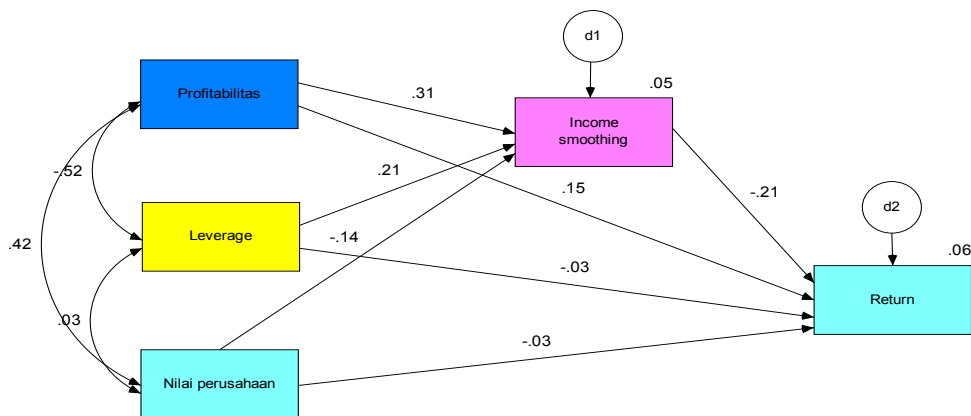 d1
Profitabilitas
.05
.31
Income
smoothing
-.52
.21
.15
-.21
d2
.42
Leverage
-.14
-.03
.06
Return
.03
-.03
Nilai perusahaan